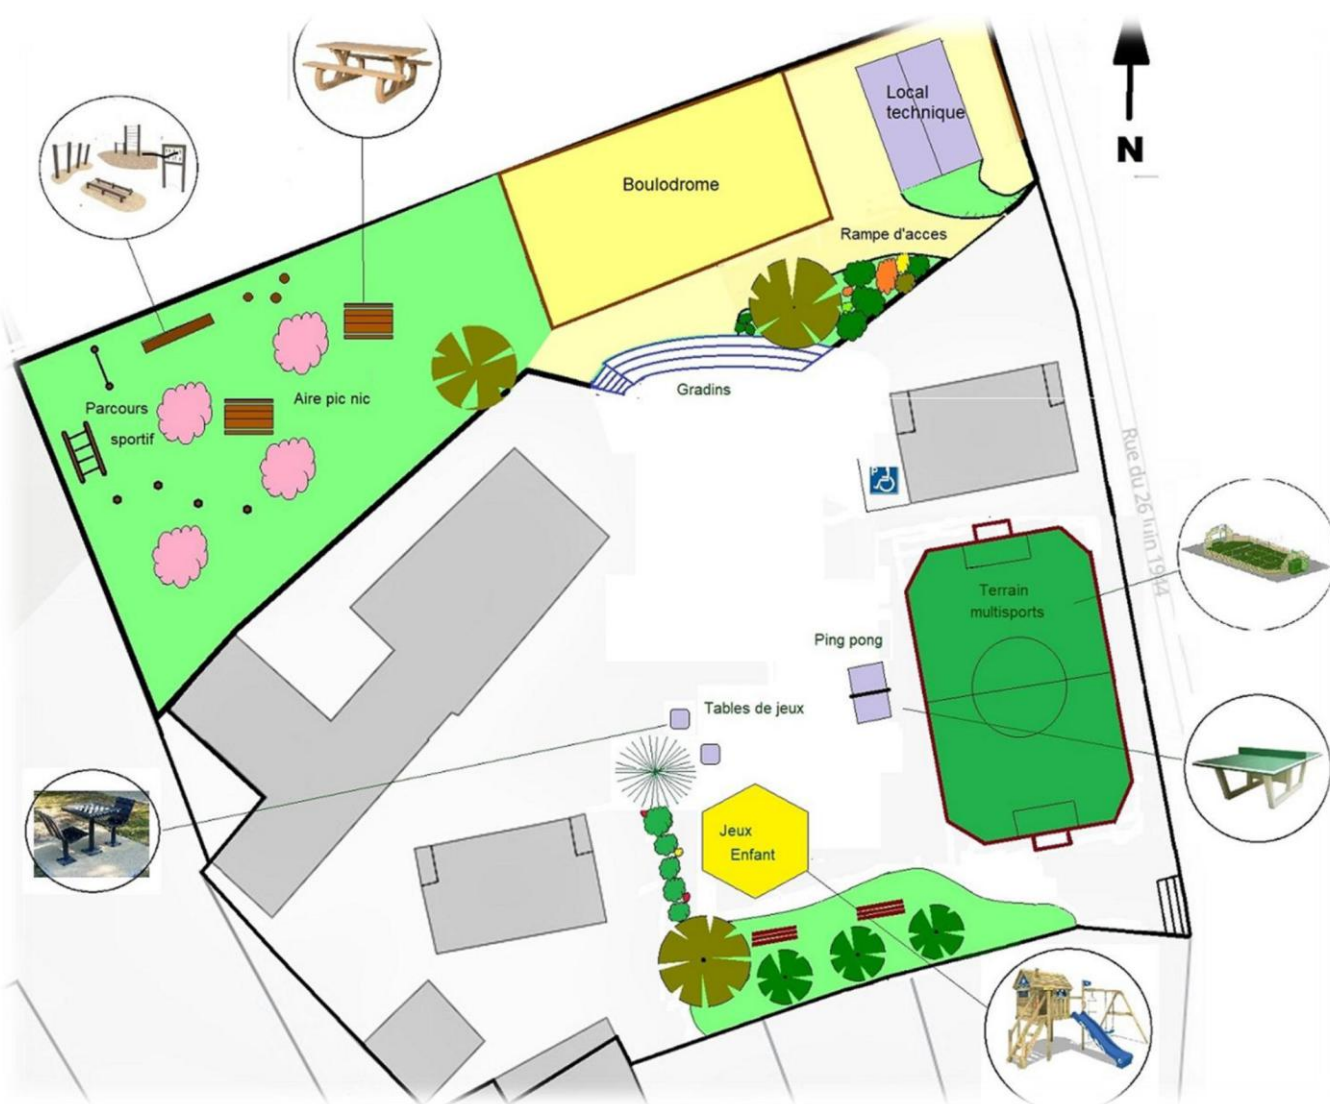 Local
technique
N
Boulodrome
Rampe d'acces
Gradins
Aire pic nic
Parcours
sportif
P
Rue du 26 Juin 1944
Terrain
multisports
Ping pong
Tables de jeux
Jeux
Enfant